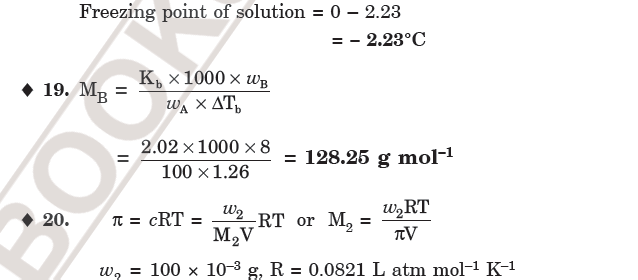 Freezing point of solution = 0 – 2.23
= – 2.23°C
♦ 19. M_B = K_b × 1000 × w_B / w_A × ΔT_b
= 2.02 × 1000 × 8 / 100 × 1.26 = 128.25 g mol⁻¹
♦ 20. π = cRT = w₂ / M₂V RT or M₂ = w₂RT / πV
w₂ = 100 × 10⁻³ g, R = 0.0821 L atm mol⁻¹ K⁻¹
BOOK